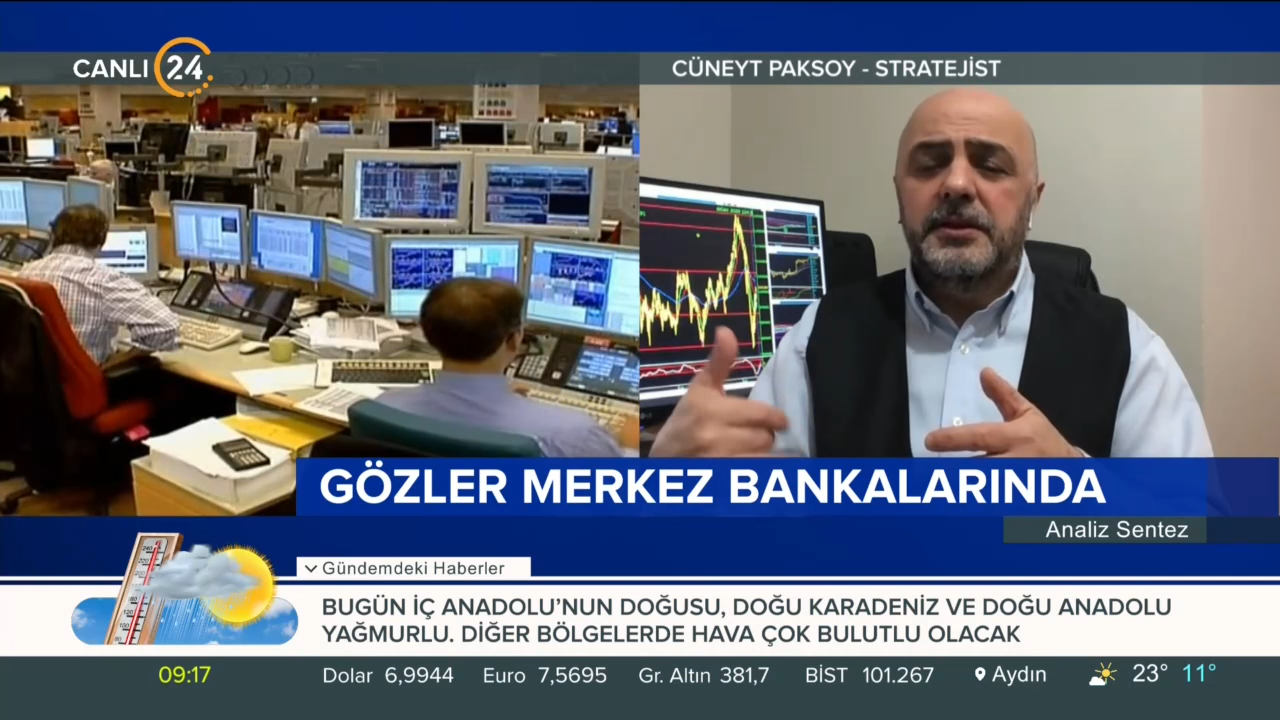 CANLI 24
CÜNEYT PAKSOY - STRATEJİST
GÖZLER MERKEZ BANKALARINDA
Analiz Sentez
Gündemdeki Haberler
BUGÜN İÇ ANADOLU'NUN DOĞUSU, DOĞU KARADENİZ VE DOĞU ANADOLU
YAĞMURLU. DİĞER BÖLGELERDE HAVA ÇOK BULUTLU OLACAK
09:17 Dolar 6,9944 Euro 7,5695 Gr. Altın 381,7 BİST 101.267 Aydın 23° 11°